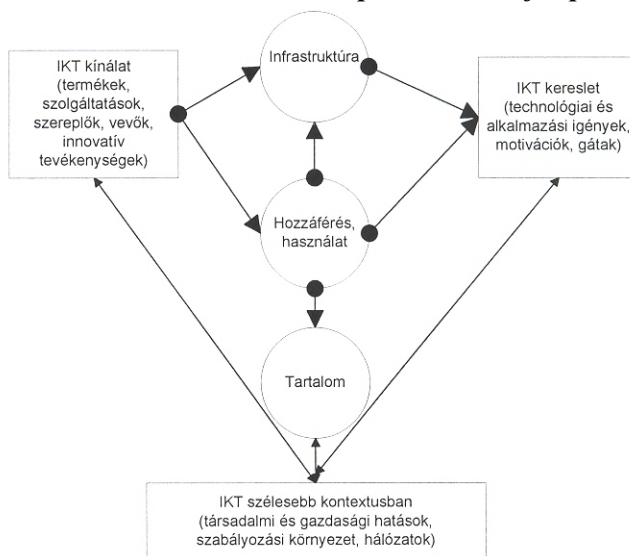 Infrastruktúra
IKT kínálat
(termékek,
szolgáltatások,
szereplők, vevők,
innovatív
tevékenységek)
IKT kereslet
(technológiai és
alkalmazási igények,
motivációk, gátak)
Hozzáférés,
használat
Tartalom
IKT szélesebb kontextusban
(társadalmi és gazdasági hatások,
szabályozási környezet, hálózatok)